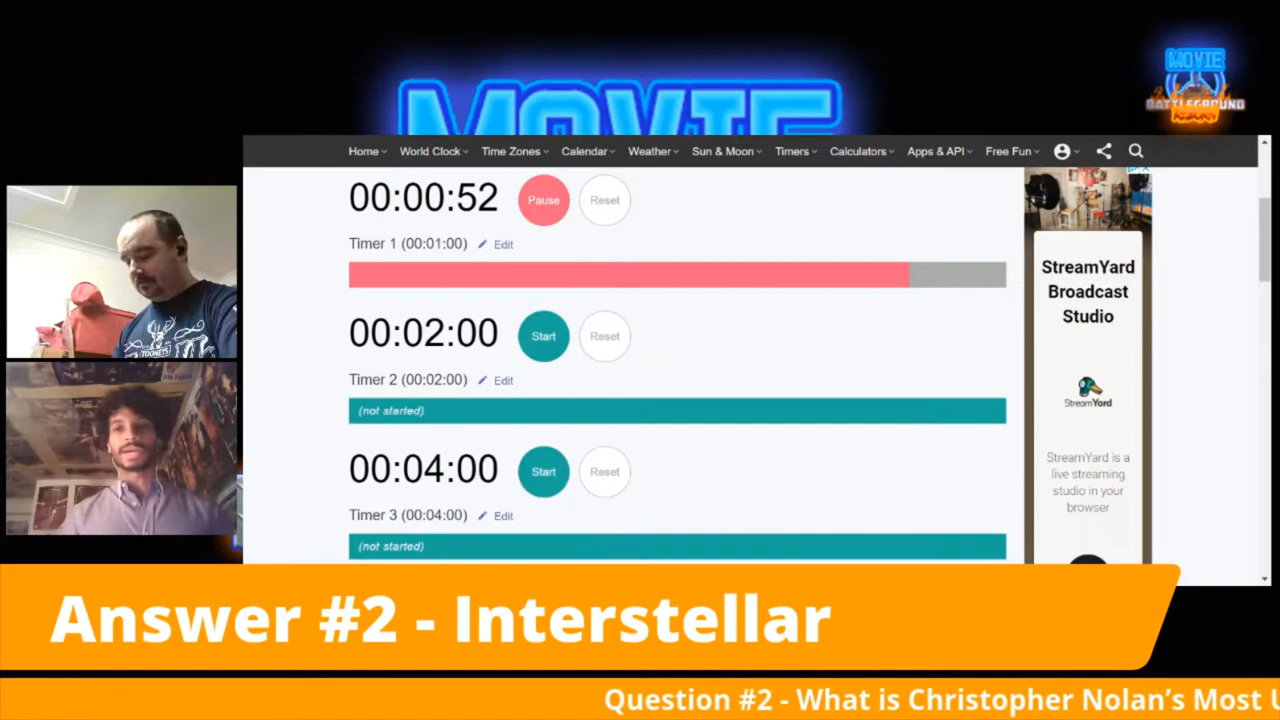 MOVIE
MOVIE
BATTLEGROUND
Home World Clock Time Zones Calendar Weather Sun & Moon Timers Calculators Apps & API Free Fun
00:00:52 Pause Reset
Timer 1 (00:01:00) Edit
00:02:00 Start Reset
Timer 2 (00:02:00) Edit
(not started)
00:04:00 Start Reset
Timer 3 (00:04:00) Edit
(not started)
StreamYard
Broadcast
Studio
StreamYard
StreamYard is a
live streaming
studio in your
browser
Answer #2 - Interstellar
Question #2 - What is Christopher Nolan's Most